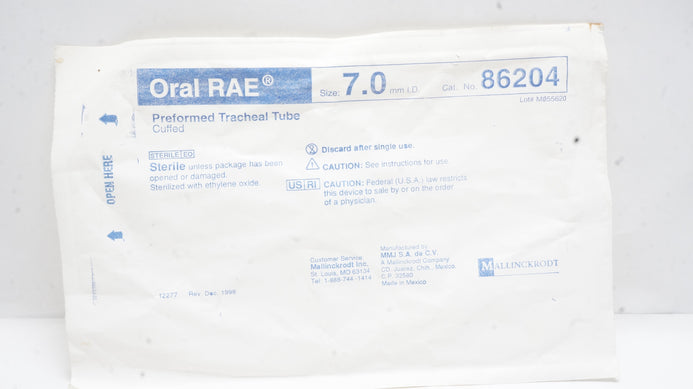 Oral RAE®
Size: 7.0 mm I.D. Cat. No. 86204
Preformed Tracheal Tube
Cuffed
OPEN HERE
STERILE EO
Sterile unless package has been
opened or damaged.
Sterilized with ethylene oxide.
Discard after single use.
CAUTION: See instructions for use.
US RI CAUTION: Federal (U.S.A.) law restricts
this device to sale by or on the order
of a physician.
Customer Service
Mallinckrodt Inc.
St. Louis, MO 63134
Tel: 1-888-744-1414
Manufactured by
MMJ S.A. de C.V.
A Mallinckrodt Company
CD. Juarez, Chih., Mexico.
Made in Mexico
MALLINCKRODT
12277 Rev. Dec. 1998